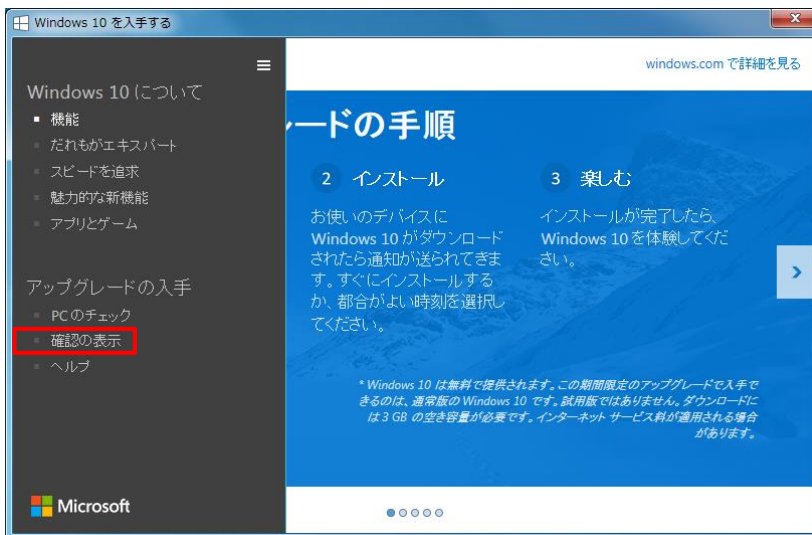 Windows 10 を入手する
windows.com で詳細を見る
Windows 10 について
機能
だれもがエキスパート
スピードを追求
魅力的な新機能
アプリとゲーム
アップグレードの入手
PCのチェック
確認の表示
ヘルプ
Microsoft
ードの手順
2 インストール
お使いのデバイスに
Windows 10 がダウンロード
されたら通知が送られてきま
す。すぐにインストールする
か、都合がよい時刻を選択し
てください。
3 楽しむ
インストールが完了したら、
Windows 10 を体験してくだ
さい。
* Windows 10 は無料で提供されます。この期間限定のアップグレードで入手で
きるのは、通常版の Windows 10 です。試用版ではありません。ダウンロードに
は 3 GB の空き容量が必要です。インターネット サービス料が適用される場合
があります。